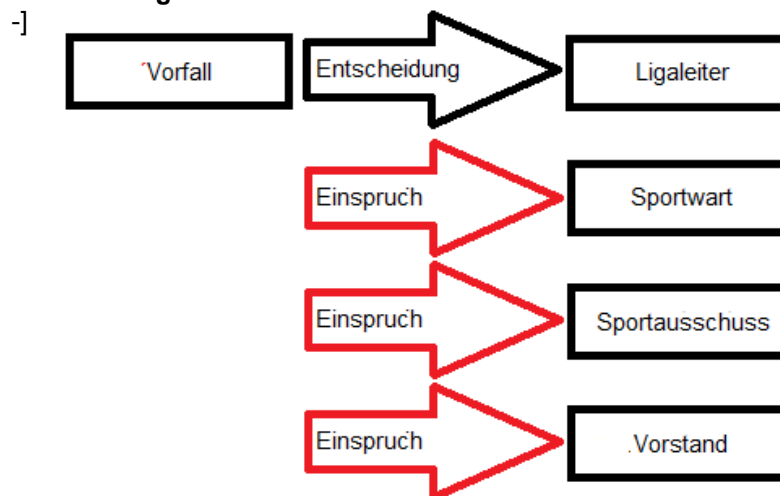 -]
Vorfall Entscheidung Ligaleiter
Einspruch Sportwart
Einspruch Sportausschuss
Einspruch .Vorstand